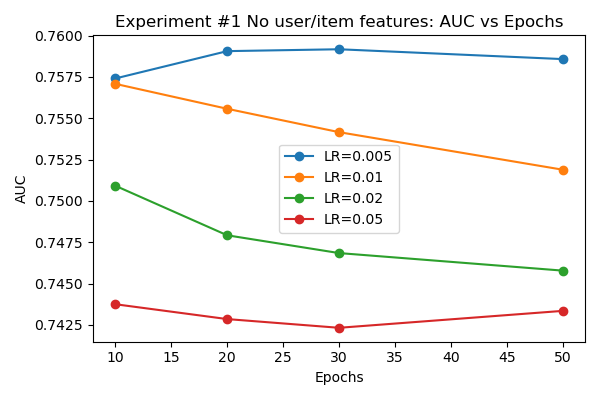 Experiment #1 No user/item features: AUC vs Epochs
0.7600
0.7575
0.7550
0.7525
0.7500
0.7475
0.7450
0.7425
AUC
LR=0.005
LR=0.01
LR=0.02
LR=0.05
10 15 20 25 30 35 40 45 50
Epochs